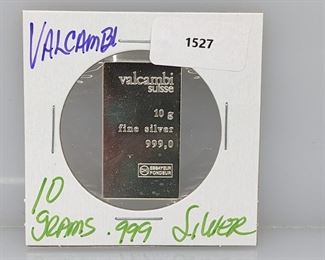 VALCAMBI
1527
valcambi
suisse
10 g
fine silver
999,0
ESSAYEUR
FONDEUR
10
GRAMS .999 SILVER